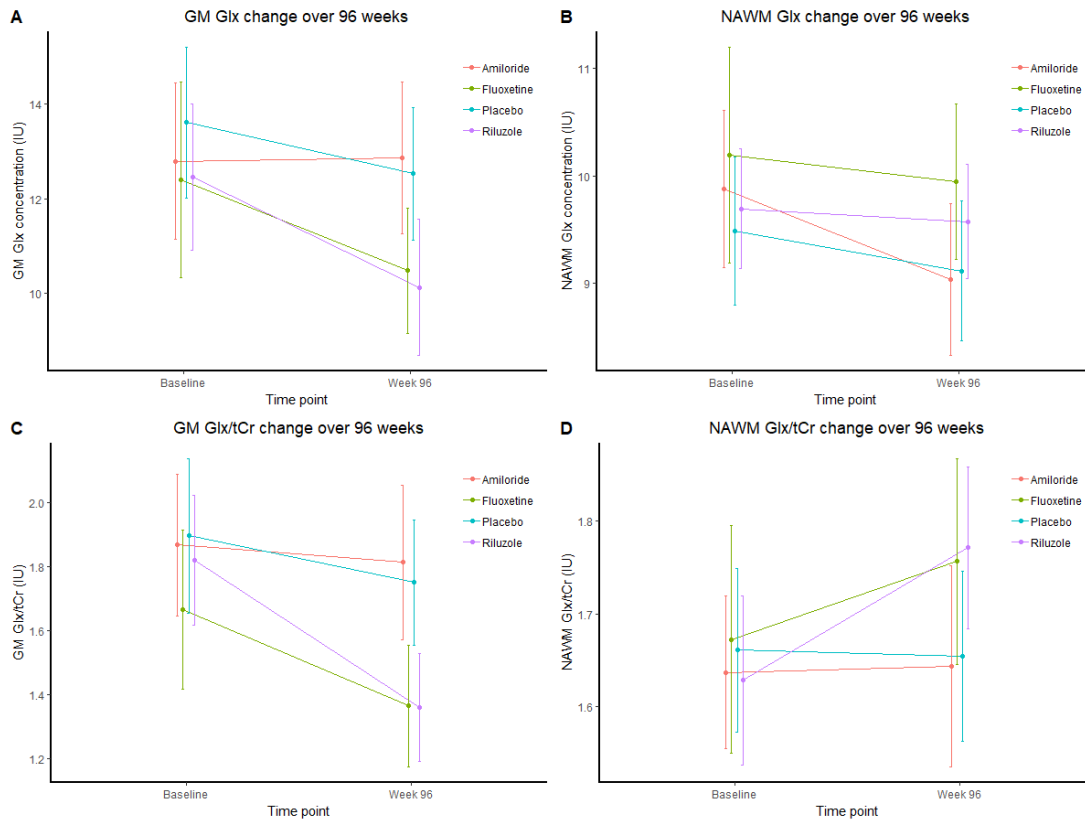 A
GM Glx change over 96 weeks
GM Glx concentration (IU)
14
12
10
Amiloride
Fluoxetine
Placebo
Riluzole
Baseline
Week 96
Time point
B
NAWM Glx change over 96 weeks
NAWM Glx concentration (IU)
11
10
9
Amiloride
Fluoxetine
Placebo
Riluzole
Baseline
Week 96
Time point
C
GM Glx/tCr change over 96 weeks
GM Glx/tCr (IU)
2.0
1.8
1.6
1.4
1.2
Amiloride
Fluoxetine
Placebo
Riluzole
Baseline
Week 96
Time point
D
NAWM Glx/tCr change over 96 weeks
NAWM Glx/tCr (IU)
1.8
1.7
1.6
Amiloride
Fluoxetine
Placebo
Riluzole
Baseline
Week 96
Time point